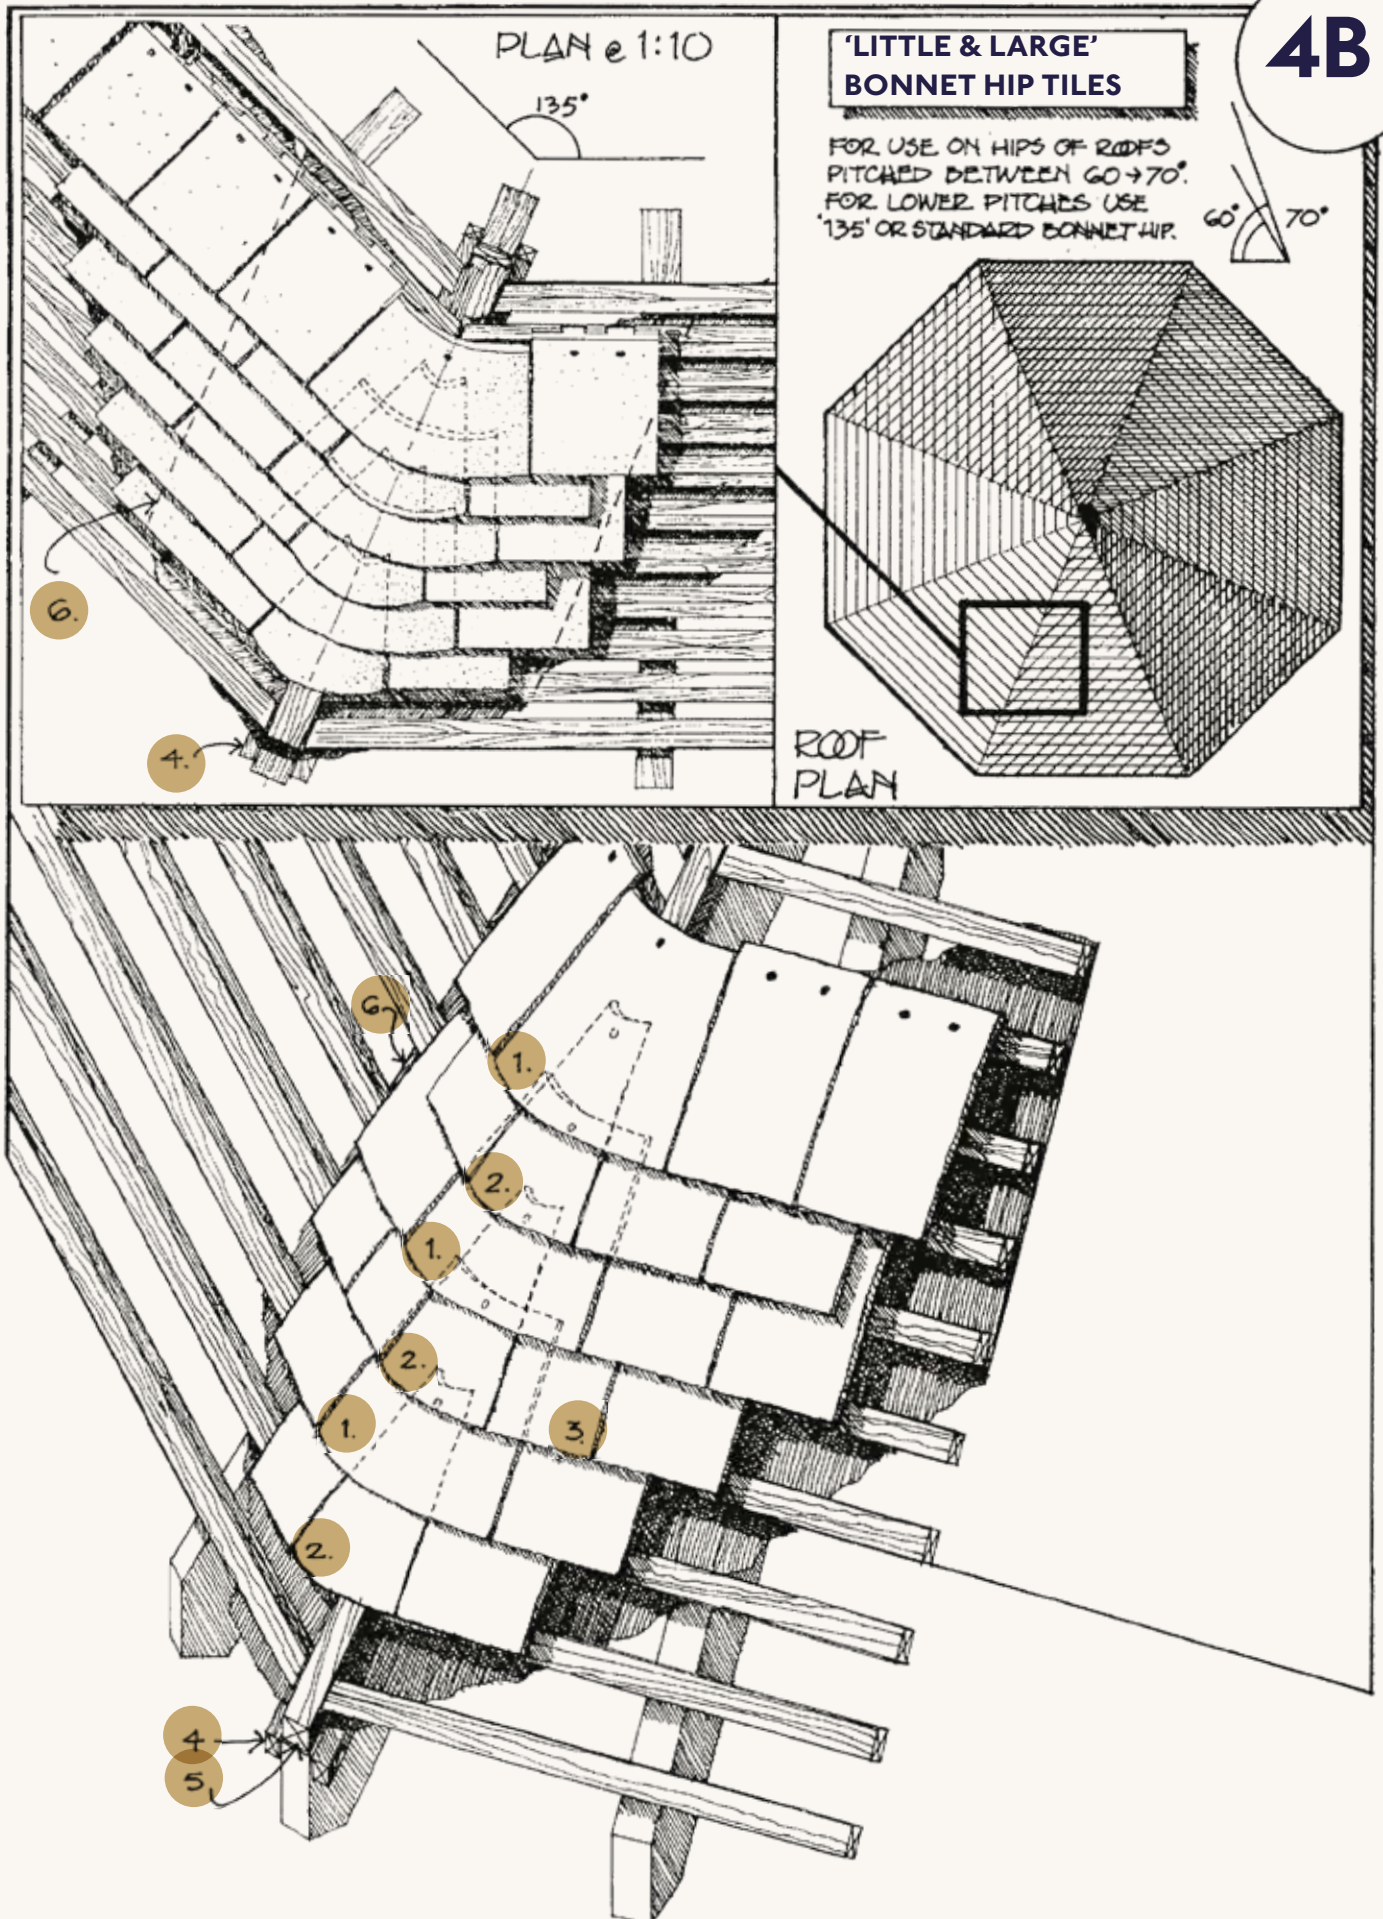 PLAN @ 1:10
135°
6.
4.
'LITTLE & LARGE'
BONNET HIP TILES
4B
FOR USE ON HIPS OF ROOFS
PITCHED BETWEEN 60→70°.
FOR LOWER PITCHES USE
'135' OR STANDARD BONNET HIP.
60°
70°
ROOF
PLAN
6
1.
2.
1.
2.
1.
3.
2.
4
5